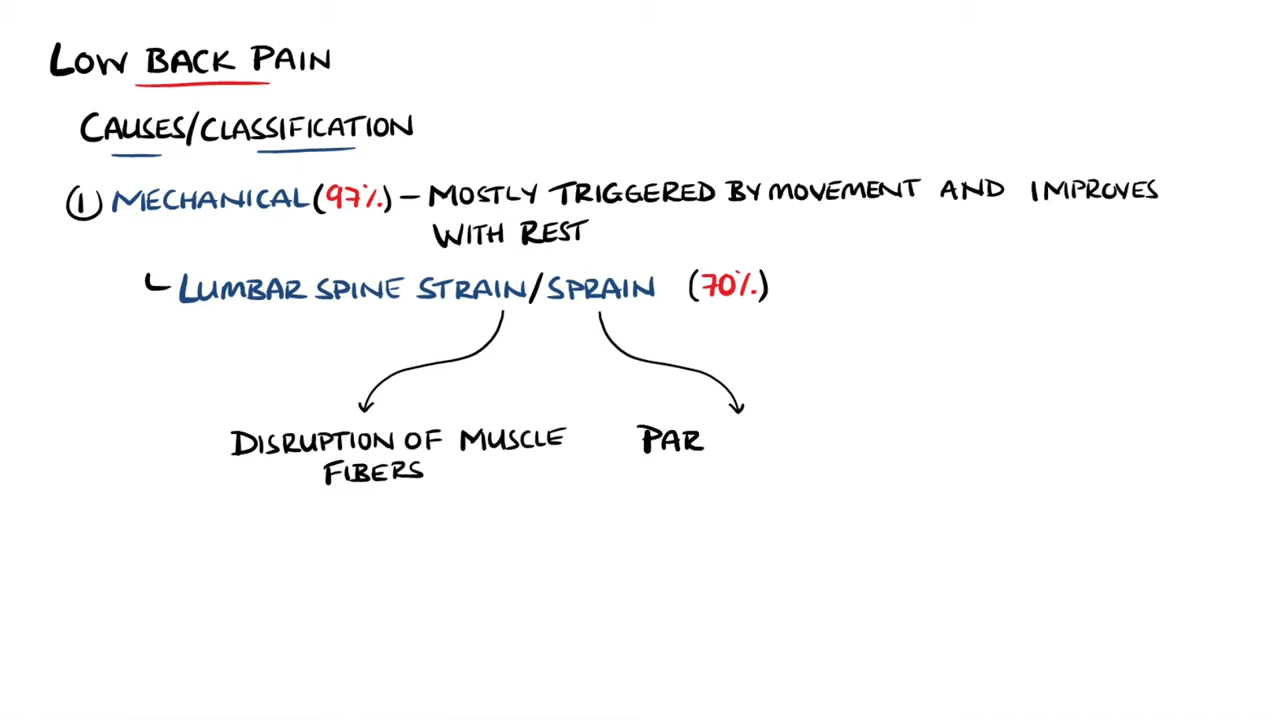 LOW BACK PAIN
CAUSES/CLASSIFICATION
① MECHANICAL (97%) – MOSTLY TRIGGERED BY MOVEMENT AND IMPROVES
WITH REST
LUMBAR SPINE STRAIN/SPRAIN (70%)
DISRUPTION OF MUSCLE PAR
FIBERS